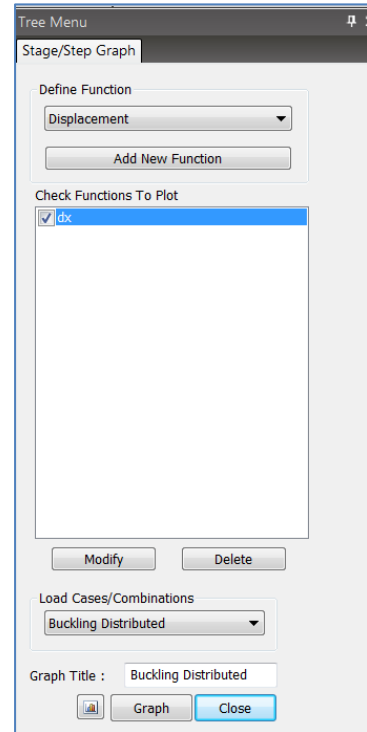 Tree Menu
Stage/Step Graph
Define Function
Displacement
Add New Function
Check Functions To Plot
dx
Modify Delete
Load Cases/Combinations
Buckling Distributed
Graph Title : Buckling Distributed
Graph Close